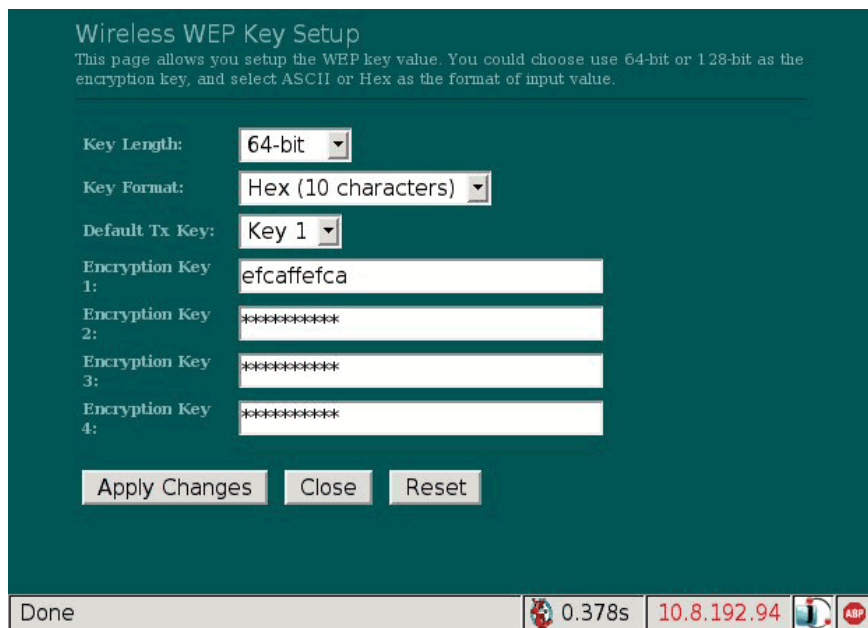 Wireless WEP Key Setup
This page allows you setup the WEP key value. You could choose use 64-bit or 128-bit as the
encryption key, and select ASCII or Hex as the format of input value.
Key Length: 64-bit
Key Format: Hex (10 characters)
Default Tx Key: Key 1
Encryption Key
1: efcaffefca
Encryption Key
2: **********
Encryption Key
3: **********
Encryption Key
4: **********
Apply Changes Close Reset
Done 0.378s 10.8.192.94 ABP